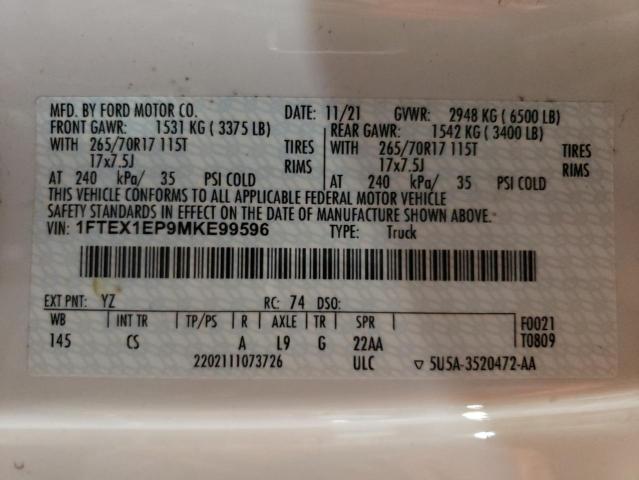 MFD. BY FORD MOTOR CO. DATE: 11/21 GVWR: 2948 KG ( 6500 LB)
FRONT GAWR: 1531 KG ( 3375 LB) REAR GAWR: 1542 KG ( 3400 LB)
WITH 265/70R17 115T TIRES WITH 265/70R17 115T TIRES
17x7.5J RIMS 17x7.5J RIMS
AT 240 kPa/ 35 PSI COLD AT 240 kPa/ 35 PSI COLD
THIS VEHICLE CONFORMS TO ALL APPLICABLE FEDERAL MOTOR VEHICLE
SAFETY STANDARDS IN EFFECT ON THE DATE OF MANUFACTURE SHOWN ABOVE.
VIN: 1FTEX1EP9MKE99596 TYPE: Truck
EXT PNT: YZ RC: 74 DSO:
WB | INT TR | TP/PS | R | AXLE | TR | SPR | F0021
145 CS A L9 G 22AA T0809
2202111073726 ULC ▽ 5U5A-3520472-AA